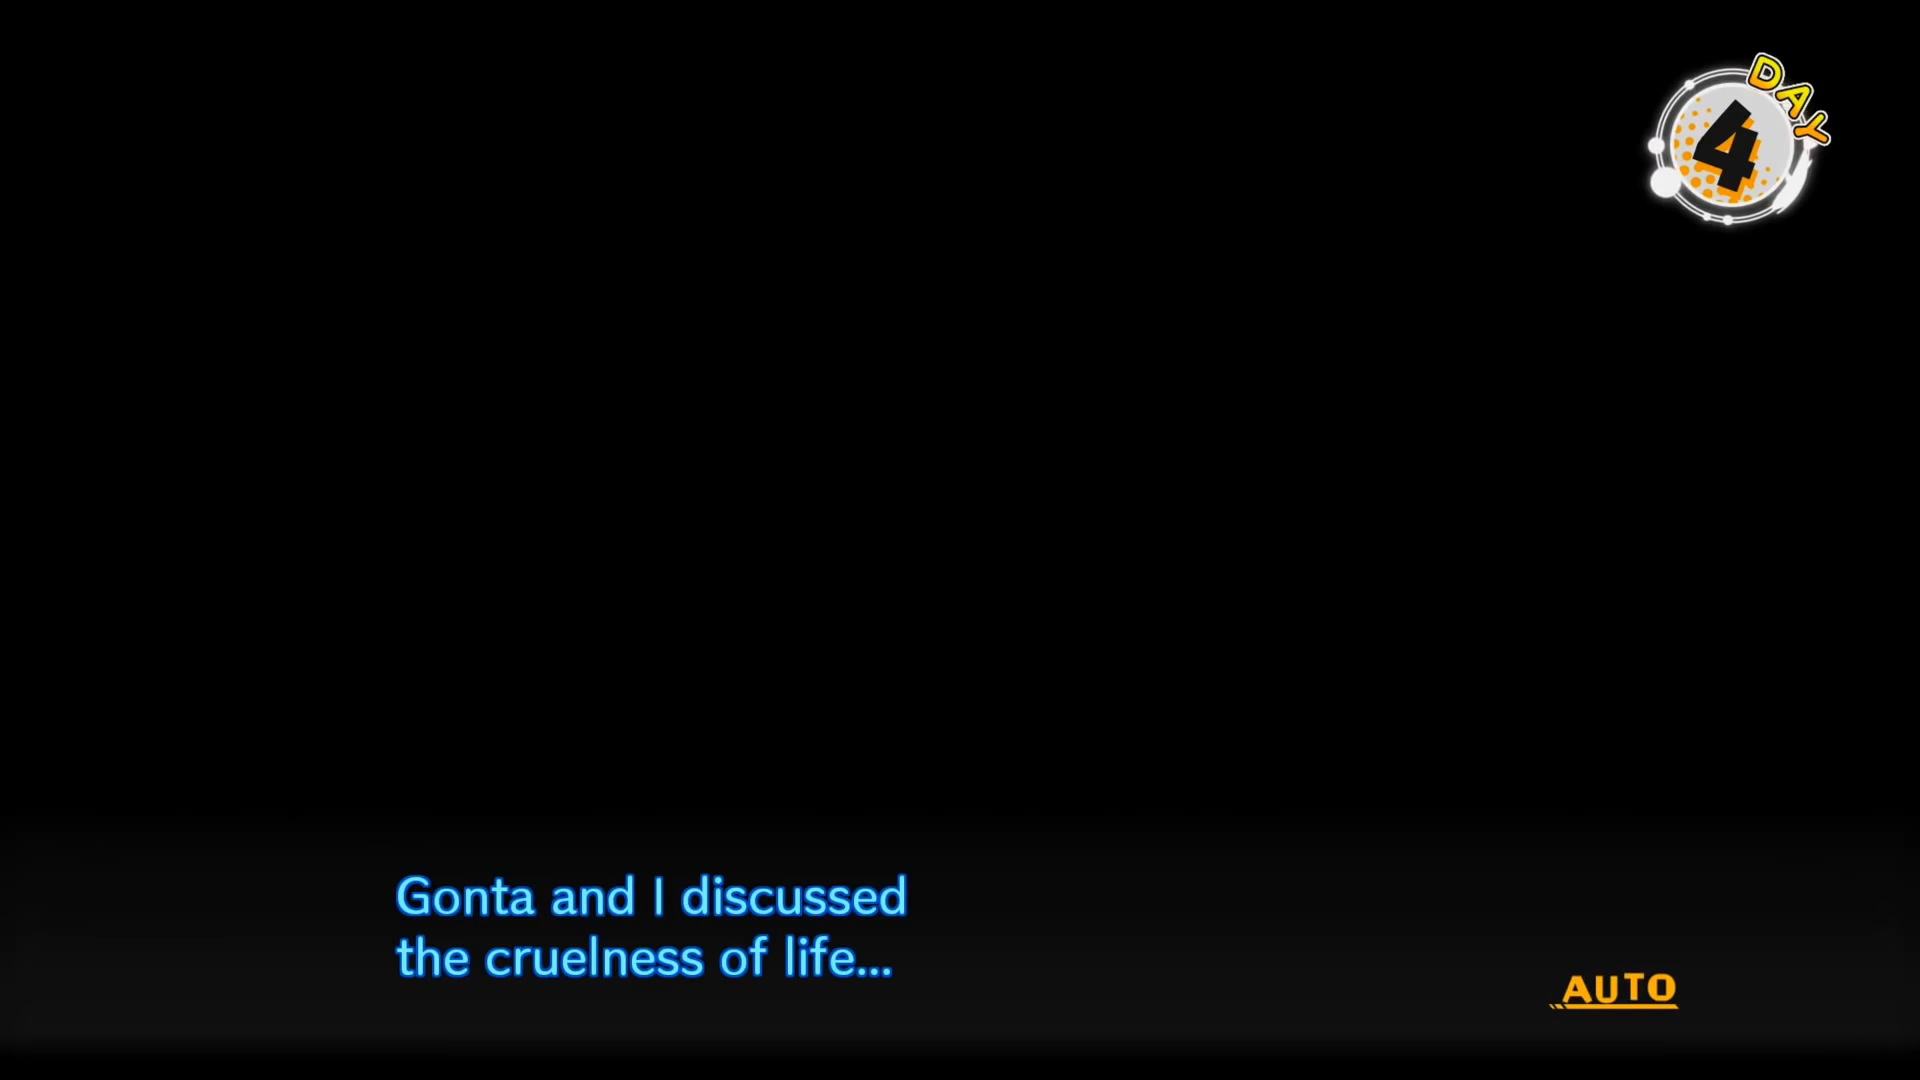 DAY
4
Gonta and I discussed
the cruelness of life...
AUTO